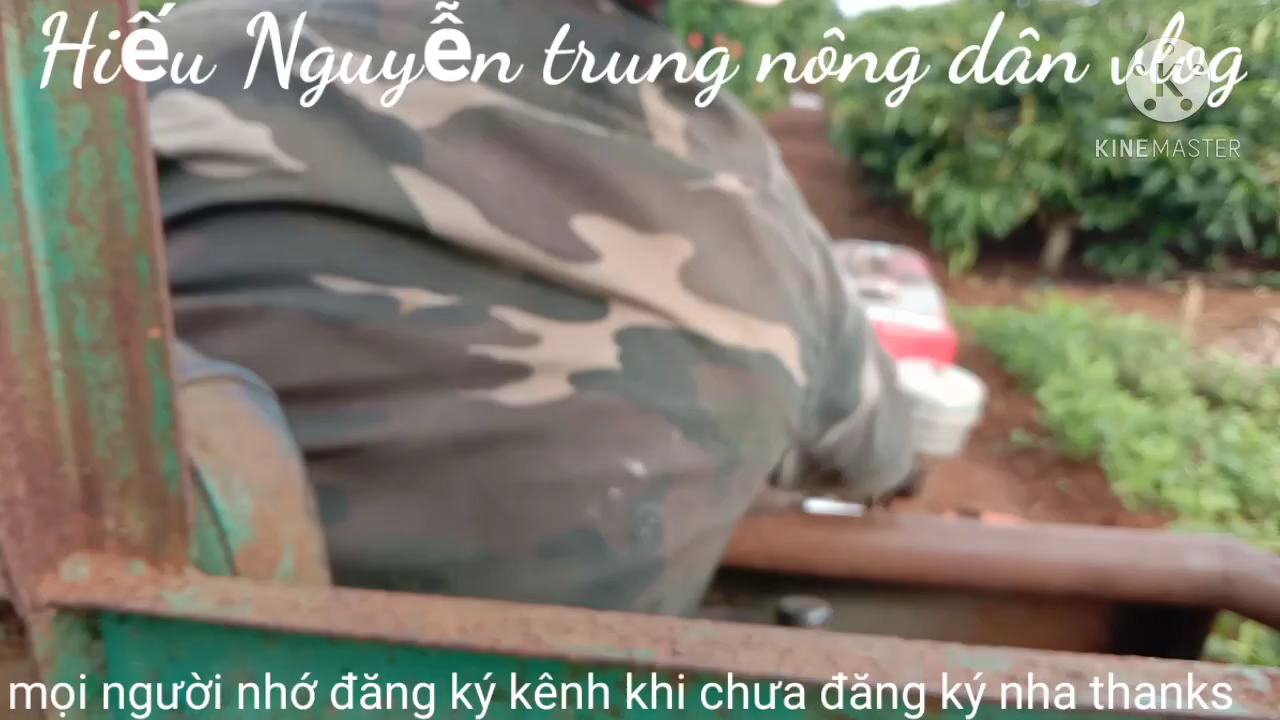 Hiếu Nguyễn trung nông dân vlog
K
KINEMASTER
mọi người nhớ đăng ký kênh khi chưa đăng ký nha thanks